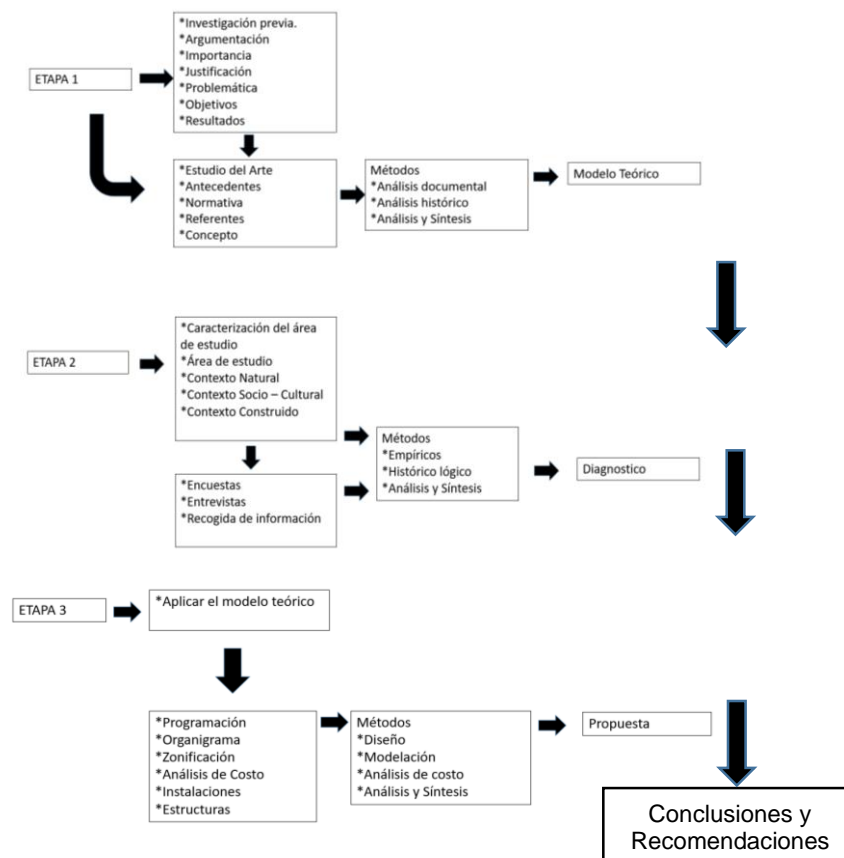 *Investigación previa.
*Argumentación
*Importancia
*Justificación
*Problemática
*Objetivos
*Resultados
ETAPA 1
*Estudio del Arte
*Antecedentes
*Normativa
*Referentes
*Concepto
Métodos
*Análisis documental
*Análisis histórico
*Análisis y Síntesis
Modelo Teórico
ETAPA 2
*Caracterización del área
de estudio
*Área de estudio
*Contexto Natural
*Contexto Socio – Cultural
*Contexto Construido
*Encuestas
*Entrevistas
*Recogida de información
Métodos
*Empíricos
*Histórico lógico
*Análisis y Síntesis
Diagnostico
ETAPA 3
*Aplicar el modelo teórico
*Programación
*Organigrama
*Zonificación
*Análisis de Costo
*Instalaciones
*Estructuras
Métodos
*Diseño
*Modelación
*Análisis de costo
*Análisis y Síntesis
Propuesta
Conclusiones y
Recomendaciones